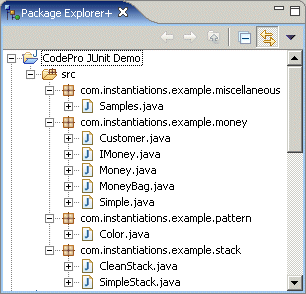 Package Explorer+
CodePro JUnit Demo
src
com.instantiations.example.miscellaneous
Samples.java
com.instantiations.example.money
Customer.java
IMoney.java
Money.java
MoneyBag.java
Simple.java
com.instantiations.example.pattern
Color.java
com.instantiations.example.stack
CleanStack.java
SimpleStack.java